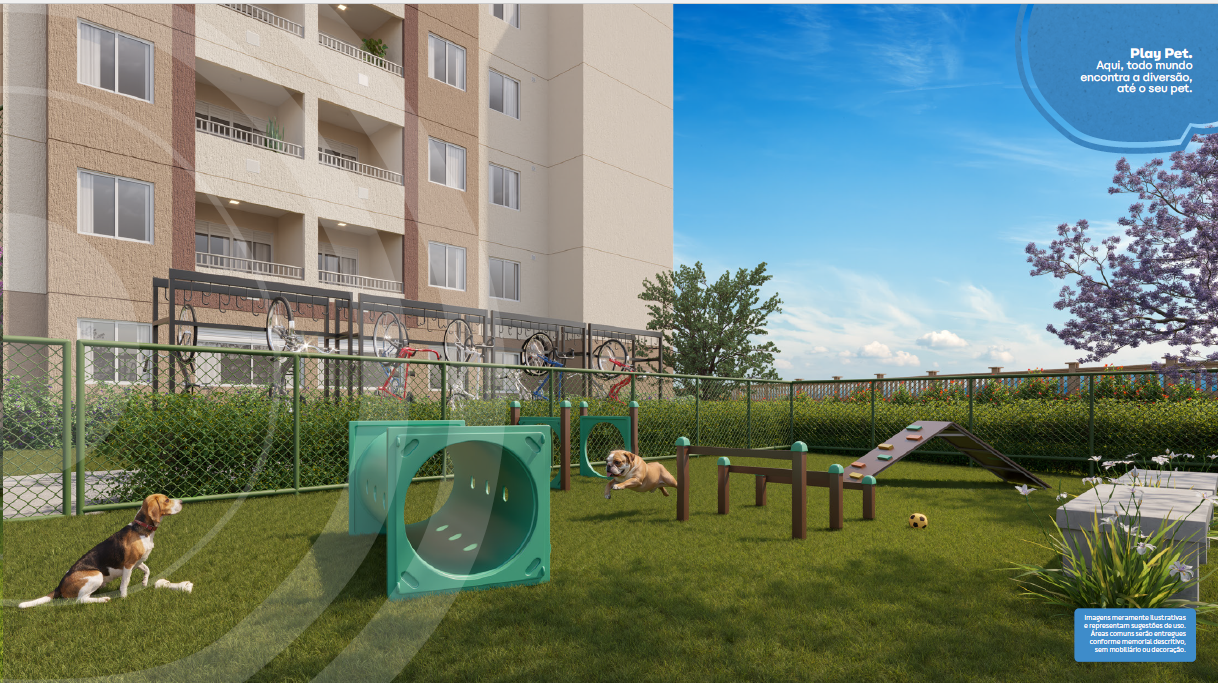 Play Pet.
Aqui, todo mundo
encontra a diversão,
até o seu pet.
Imagens meramente ilustrativas
e representam sugestões de uso.
Áreas comuns serão entregues
conforme memorial descritivo,
sem mobiliário ou decoração.